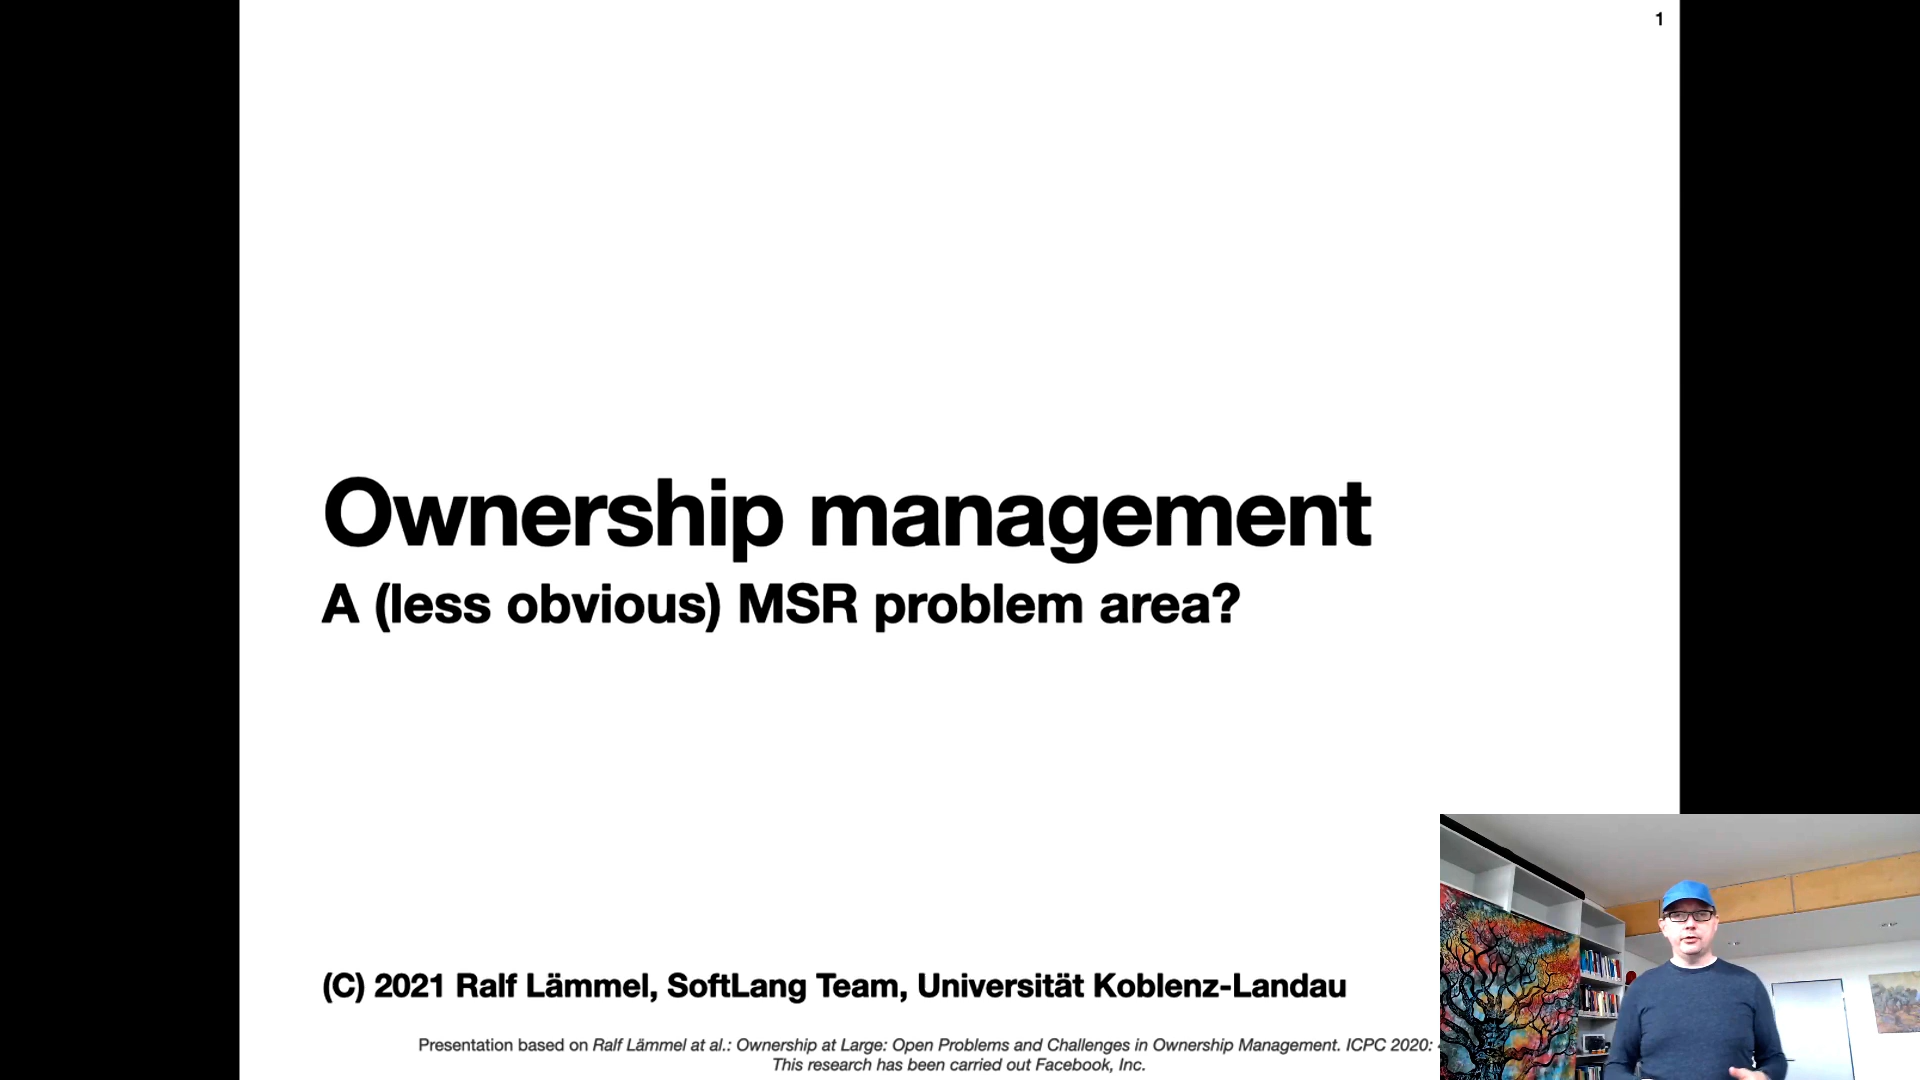 1
Ownership management
A (less obvious) MSR problem area?
(C) 2021 Ralf Lämmel, SoftLang Team, Universität Koblenz-Landau
Presentation based on Ralf Lämmel at al.: Ownership at Large: Open Problems and Challenges in Ownership Management. ICPC 2020:
This research has been carried out Facebook, Inc.